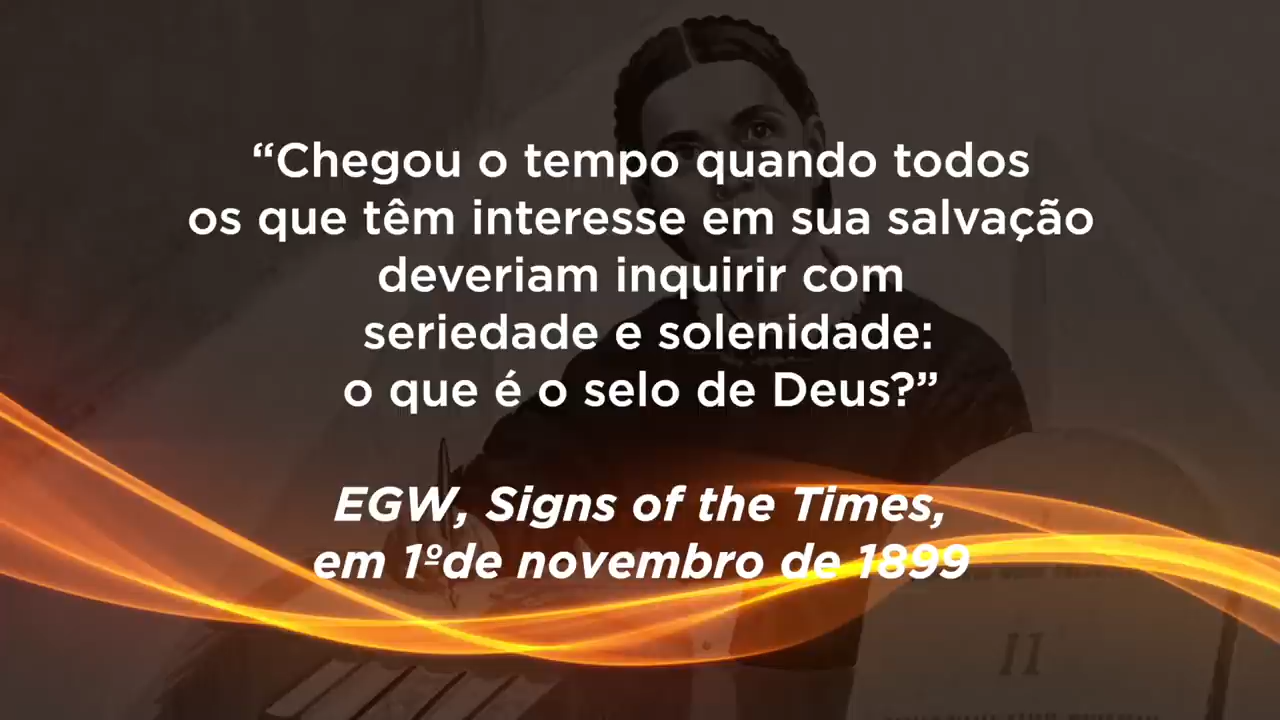 “Chegou o tempo quando todos
os que têm interesse em sua salvação
deveriam inquirir com
seriedade e solenidade:
o que é o selo de Deus?”
EGW, Signs of the Times,
em 1ºde novembro de 1899
11